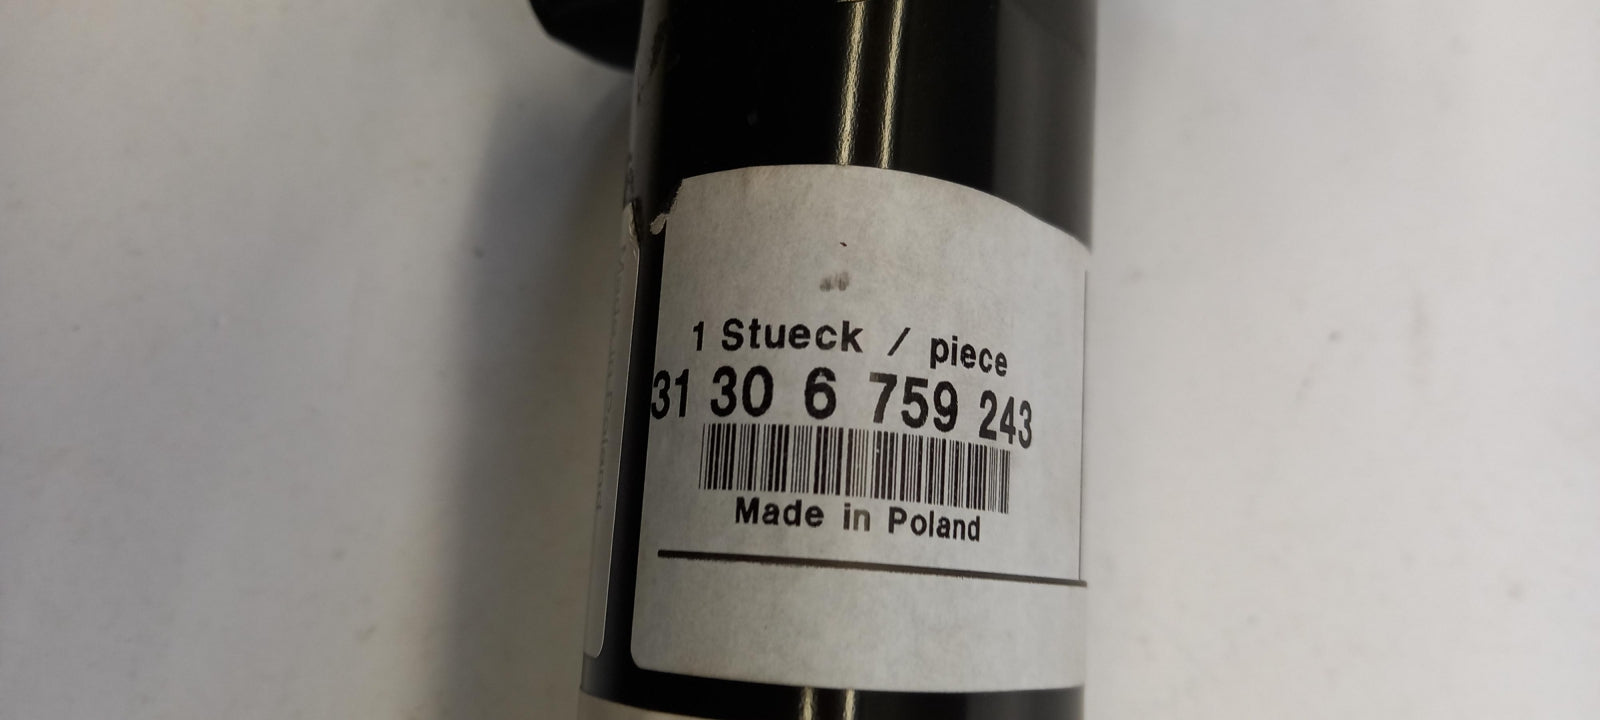 1 Stueck / piece
31 30 6 759 243
Made in Poland